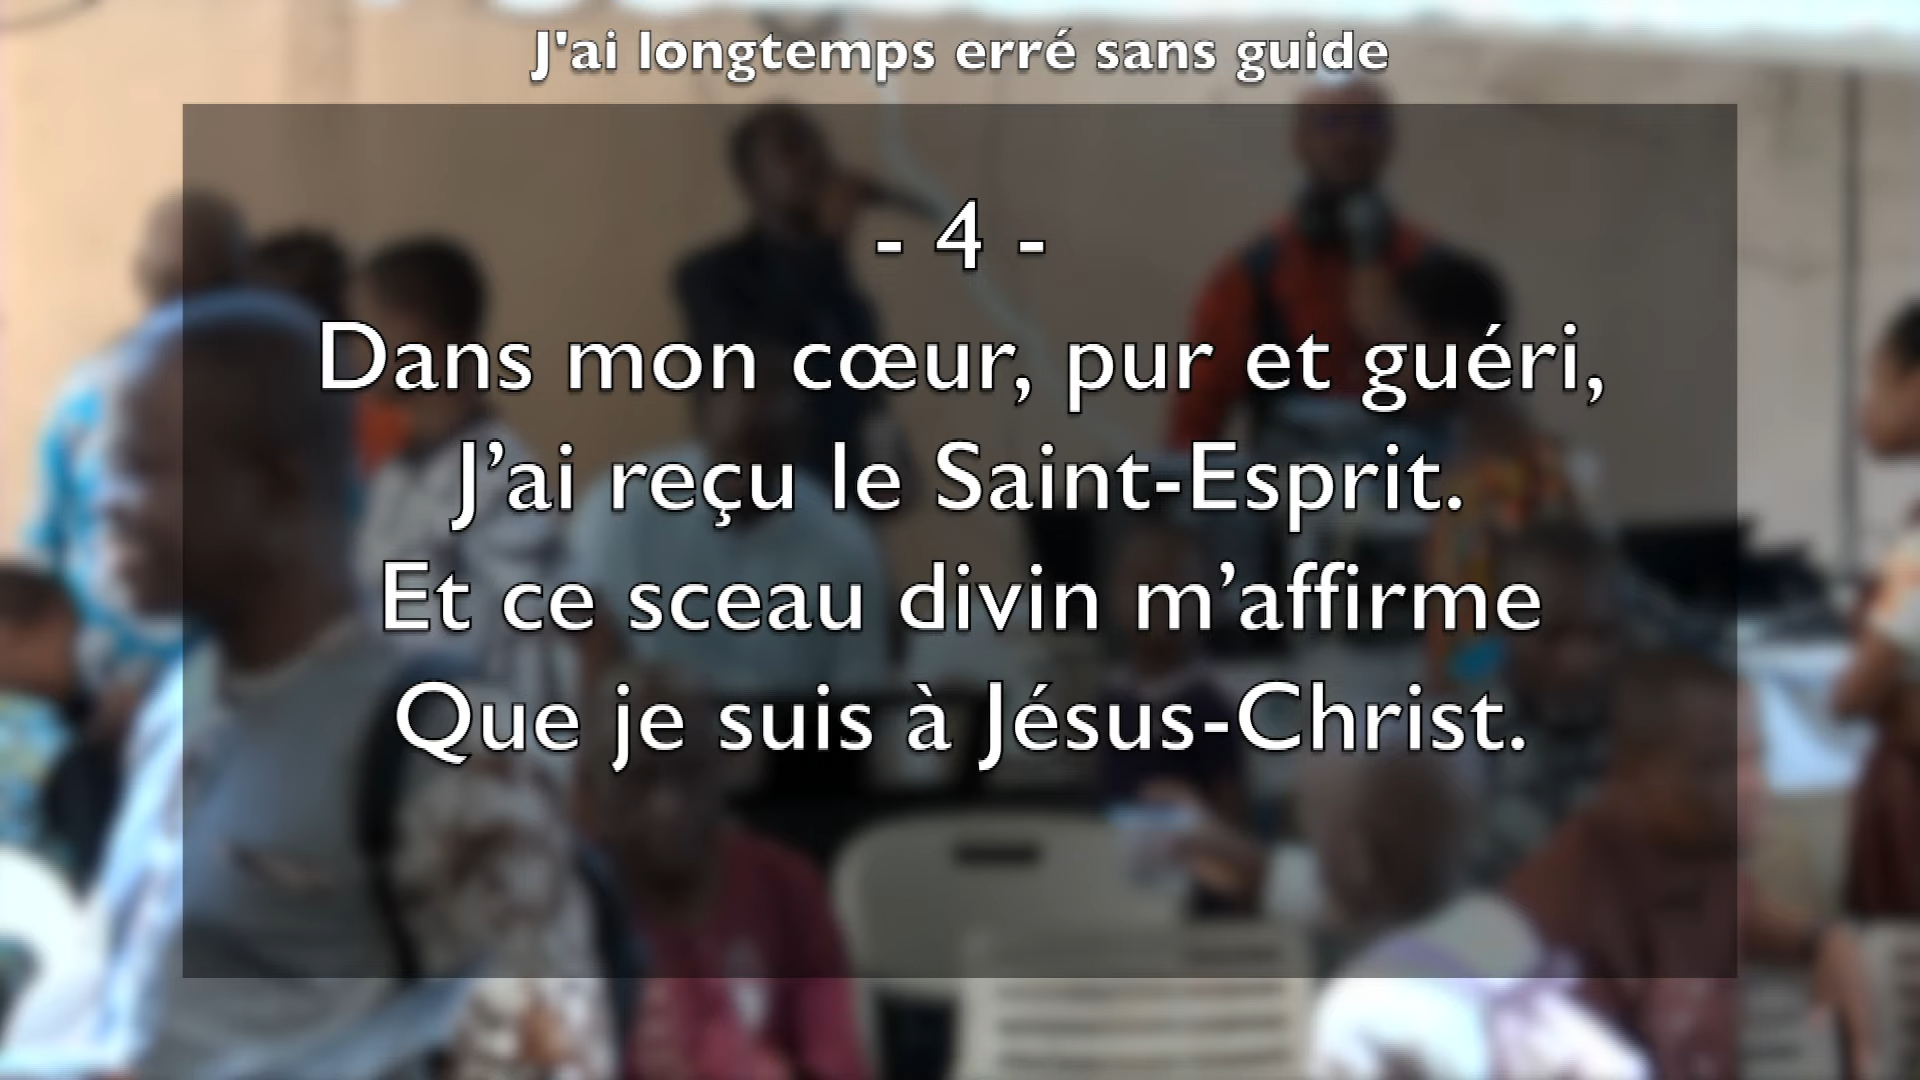 J'ai longtemps erré sans guide
- 4 -
Dans mon cœur, pur et guéri,
J’ai reçu le Saint-Esprit.
Et ce sceau divin m’affirme
Que je suis à Jésus-Christ.